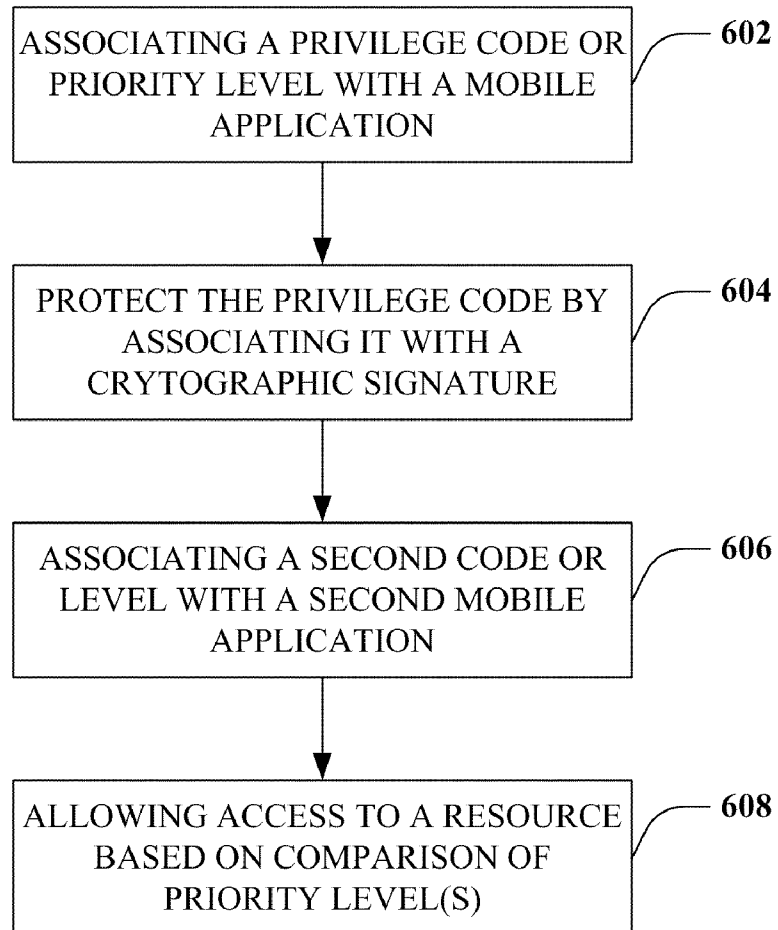 ASSOCIATING A PRIVILEGE CODE OR
PRIORITY LEVEL WITH A MOBILE
APPLICATION
602
PROTECT THE PRIVILEGE CODE BY
ASSOCIATING IT WITH A
CRYTOGRAPHIC SIGNATURE
604
ASSOCIATING A SECOND CODE OR
LEVEL WITH A SECOND MOBILE
APPLICATION
606
ALLOWING ACCESS TO A RESOURCE
BASED ON COMPARISON OF
PRIORITY LEVEL(S)
608